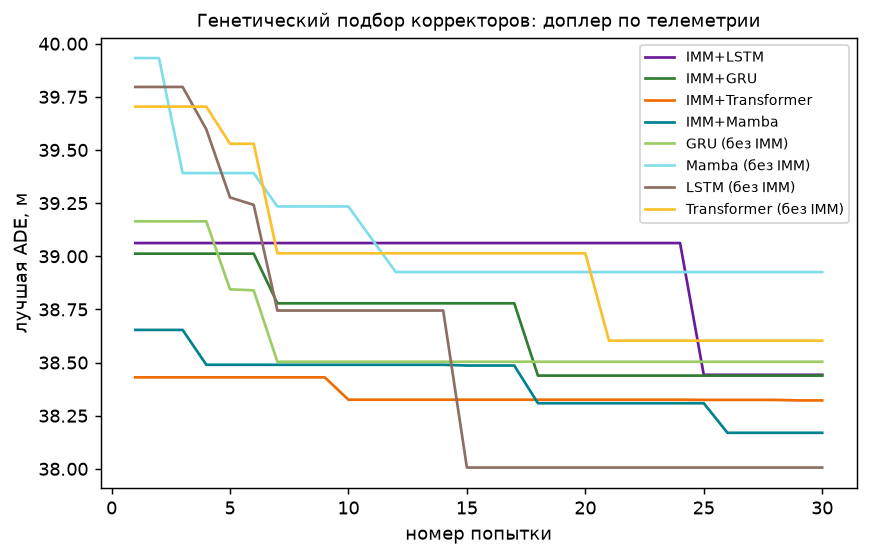 Генетический подбор корректоров: доплер по телеметрии
лучшая ADE, м
40.00
39.75
39.50
39.25
39.00
38.75
38.50
38.25
38.00
IMM+LSTM
IMM+GRU
IMM+Transformer
IMM+Mamba
GRU (без IMM)
Mamba (без IMM)
LSTM (без IMM)
Transformer (без IMM)
0 5 10 15 20 25 30
номер попытки